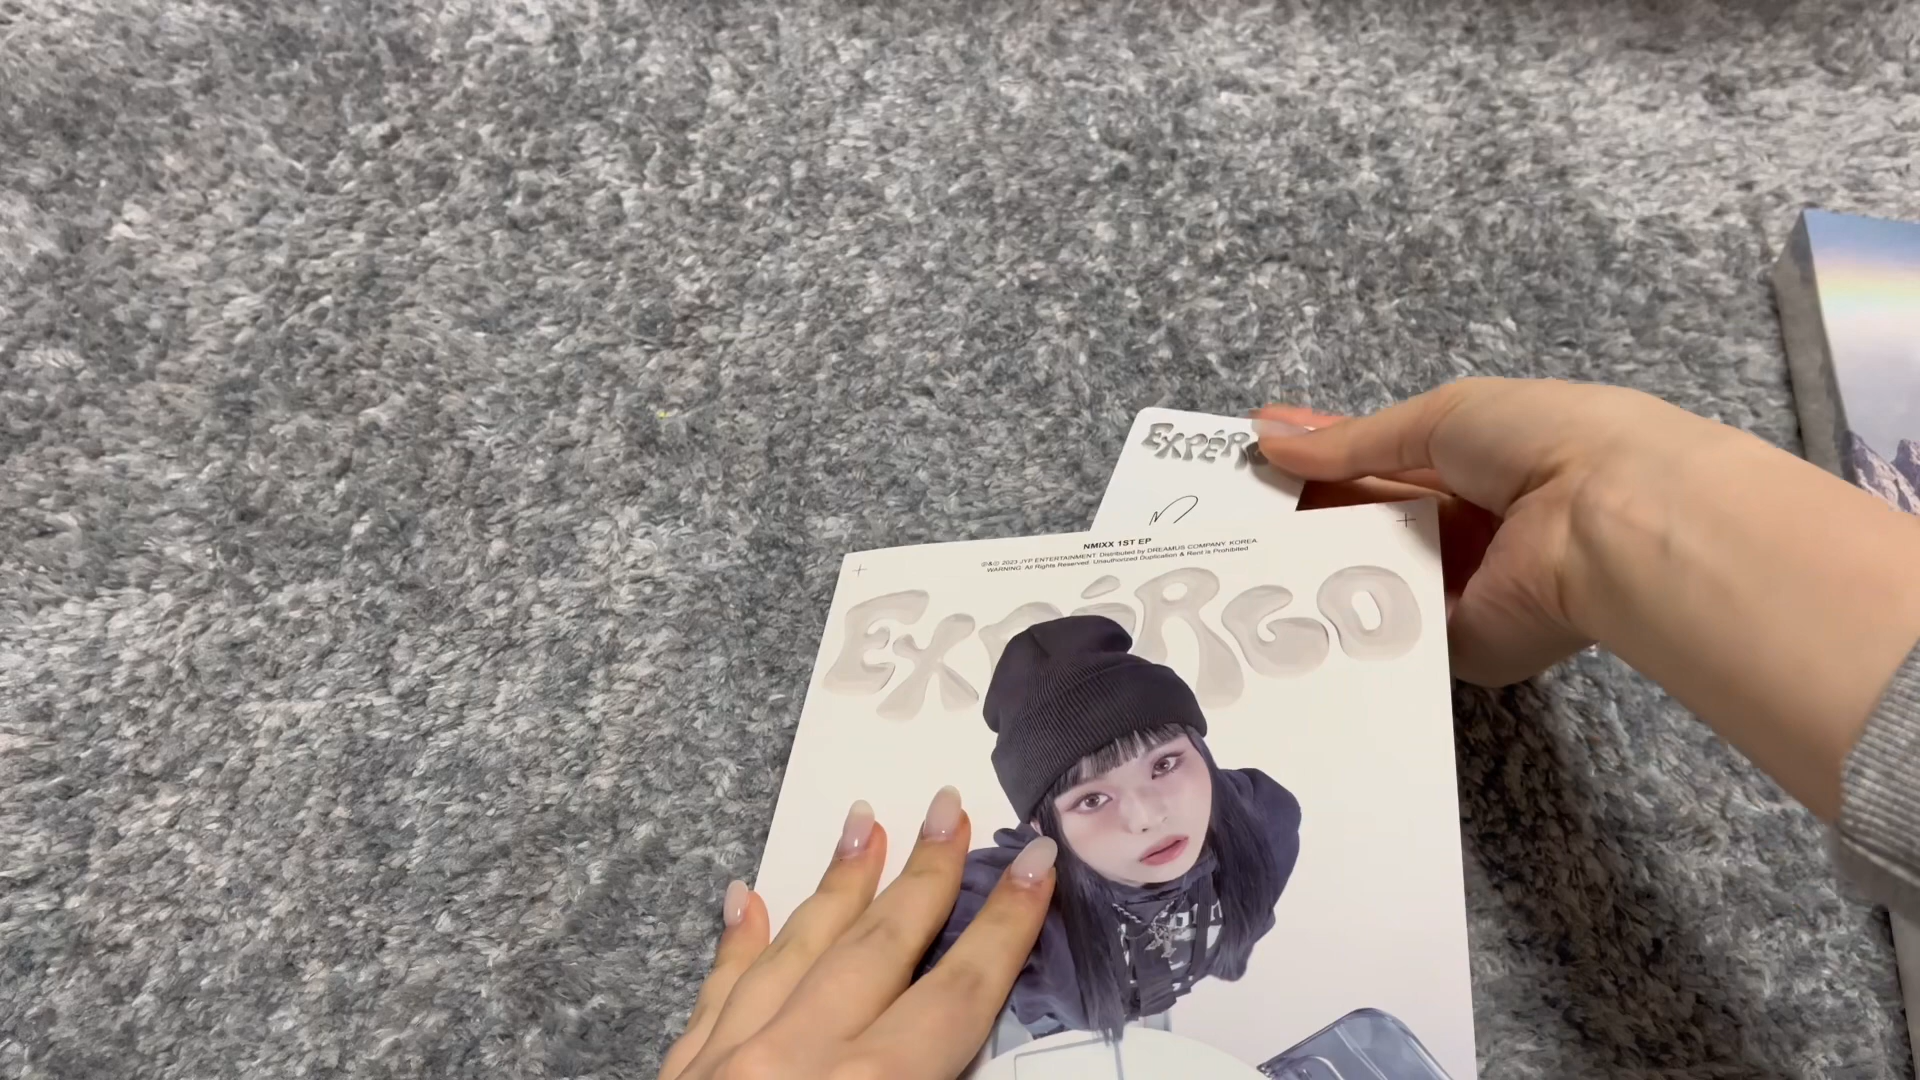 EXPÉR
NMIXX 1ST EP
℗&© 2023 JYP ENTERTAINMENT. Distributed by DREAMUS COMPANY. KOREA
WARNING: All Rights Reserved. Unauthorized Duplication & Rent is Prohibited
EXPÉRGO